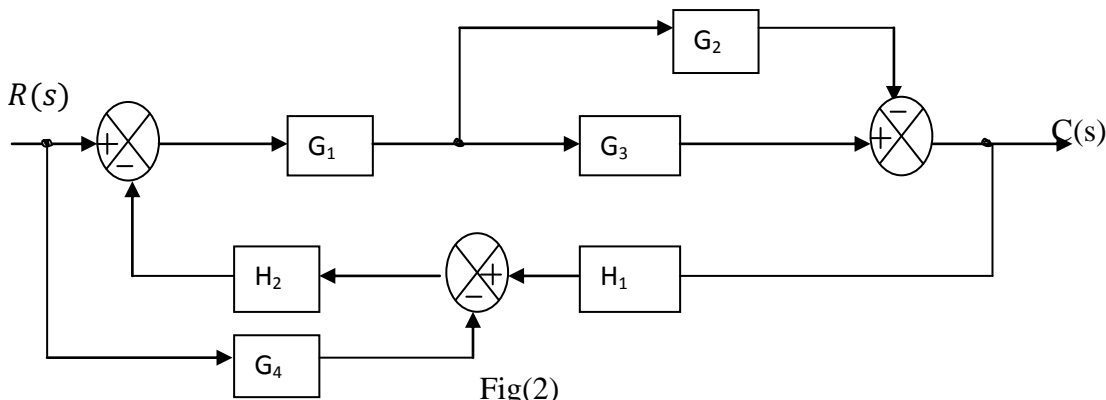 G₂
R(s)
+
−
G₁
G₃
−
+
C(s)
H₂
+
−
H₁
G₄
Fig(2)